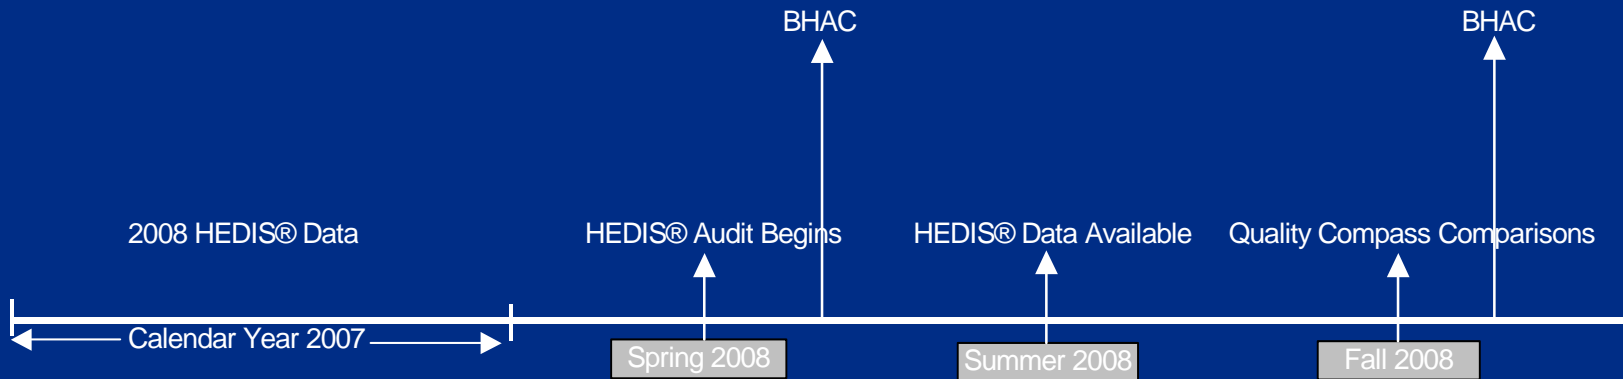 BHAC
BHAC
2008 HEDIS® Data
HEDIS® Audit Begins
HEDIS® Data Available
Quality Compass Comparisons
Calendar Year 2007
Spring 2008
Summer 2008
Fall 2008